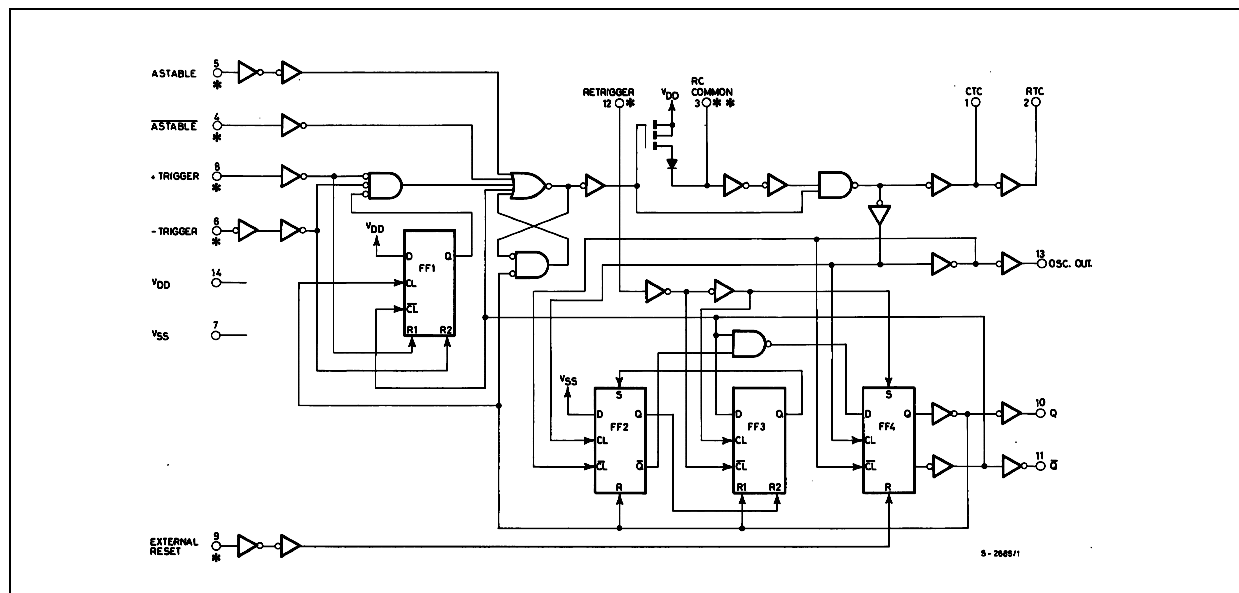 ASTABLE 5
*
ASTABLE 4
*
+ TRIGGER 8
*
- TRIGGER 6
*
VDD 14
VSS 7
EXTERNAL RESET 9
*
RETRIGGER
12 *
VDD
RC
COMMON
3 * *
CTC
1
RTC
2
VDD
D Q
FF1
CL
CL
R1 R2
13
OSC. OUT.
VSS
S
D Q
FF2
CL
CL Q
R
D Q
FF3
CL
CL
R1 R2
S
D Q
FF4
CL
CL
R
10
Q
11
Q
S-2685/1